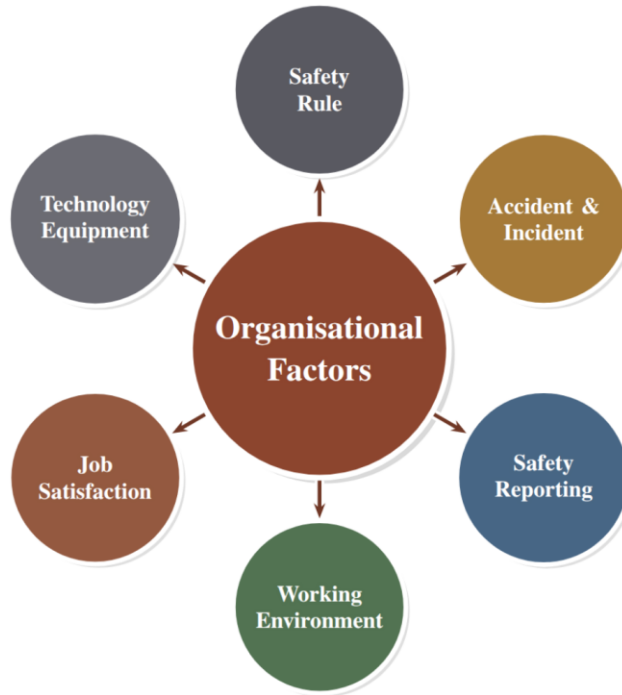 Safety
Rule
Technology
Equipment
Accident &
Incident
Organisational
Factors
Job
Satisfaction
Safety
Reporting
Working
Environment